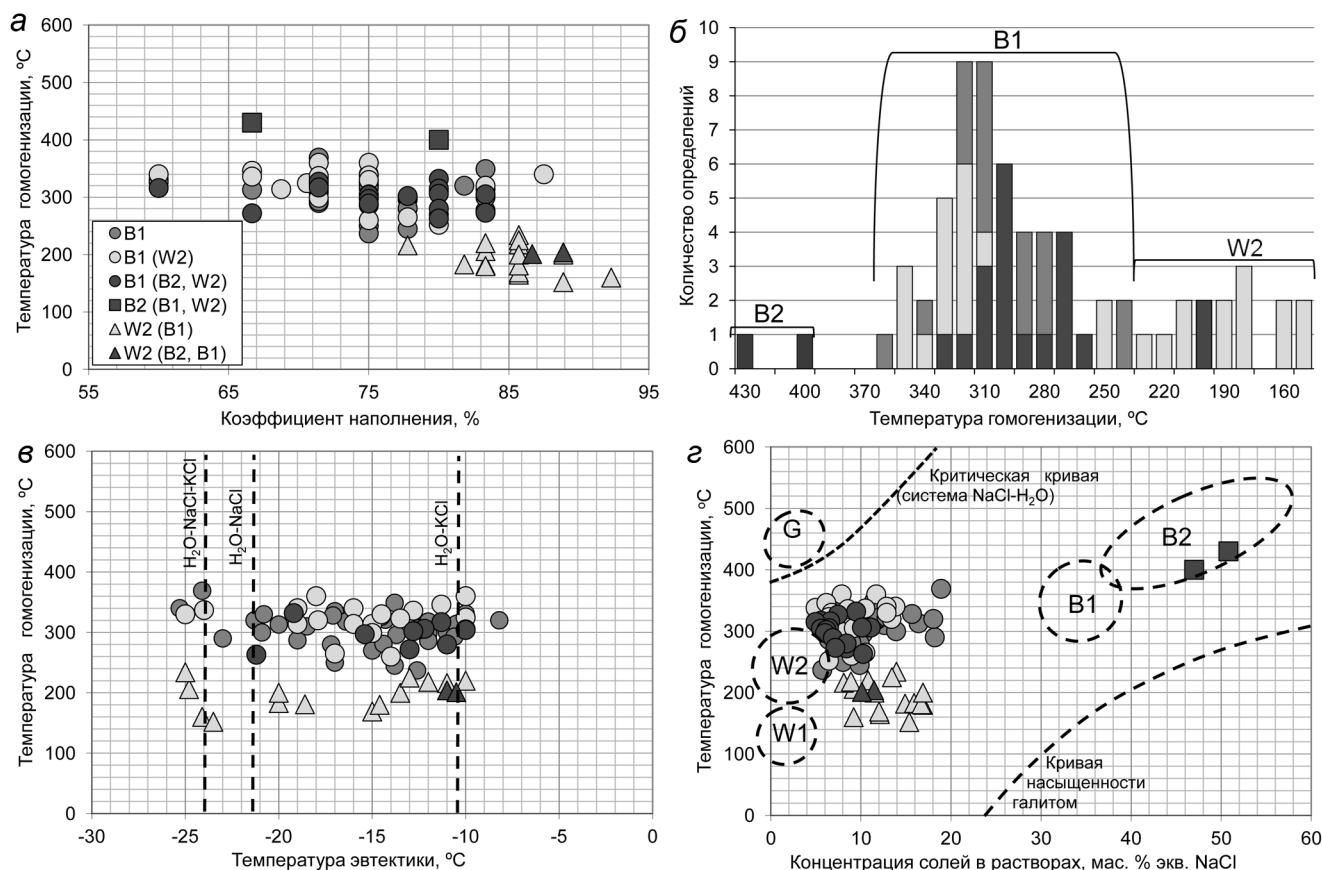 а
Температура гомогенизации, ºС
600
500
400
300
200
100
0
B1
B1 (W2)
B1 (B2, W2)
B2 (B1, W2)
W2 (B1)
W2 (B2, B1)
55 65 75 85 95
Коэффициент наполнения, %
б
Количество определений
10
9
8
7
6
5
4
3
2
1
0
B1
B2
W2
430 400 370 340 310 280 250 220 190 160
Температура гомогенизации, ºС
в
Температура гомогенизации, ºС
600
500
400
300
200
100
0
H2O-NaCl-KCl
H2O-NaCl
H2O-KCl
-30 -25 -20 -15 -10 -5 0
Температура эвтектики, ºС
г
Температура гомогенизации, ºС
600
500
400
300
200
100
0
Критическая кривая
(система NaCl-H2O)
G
B2
B1
W2
W1
Кривая
насыщенности
галитом
0 10 20 30 40 50 60
Концентрация солей в растворах, мас. % экв. NaCl